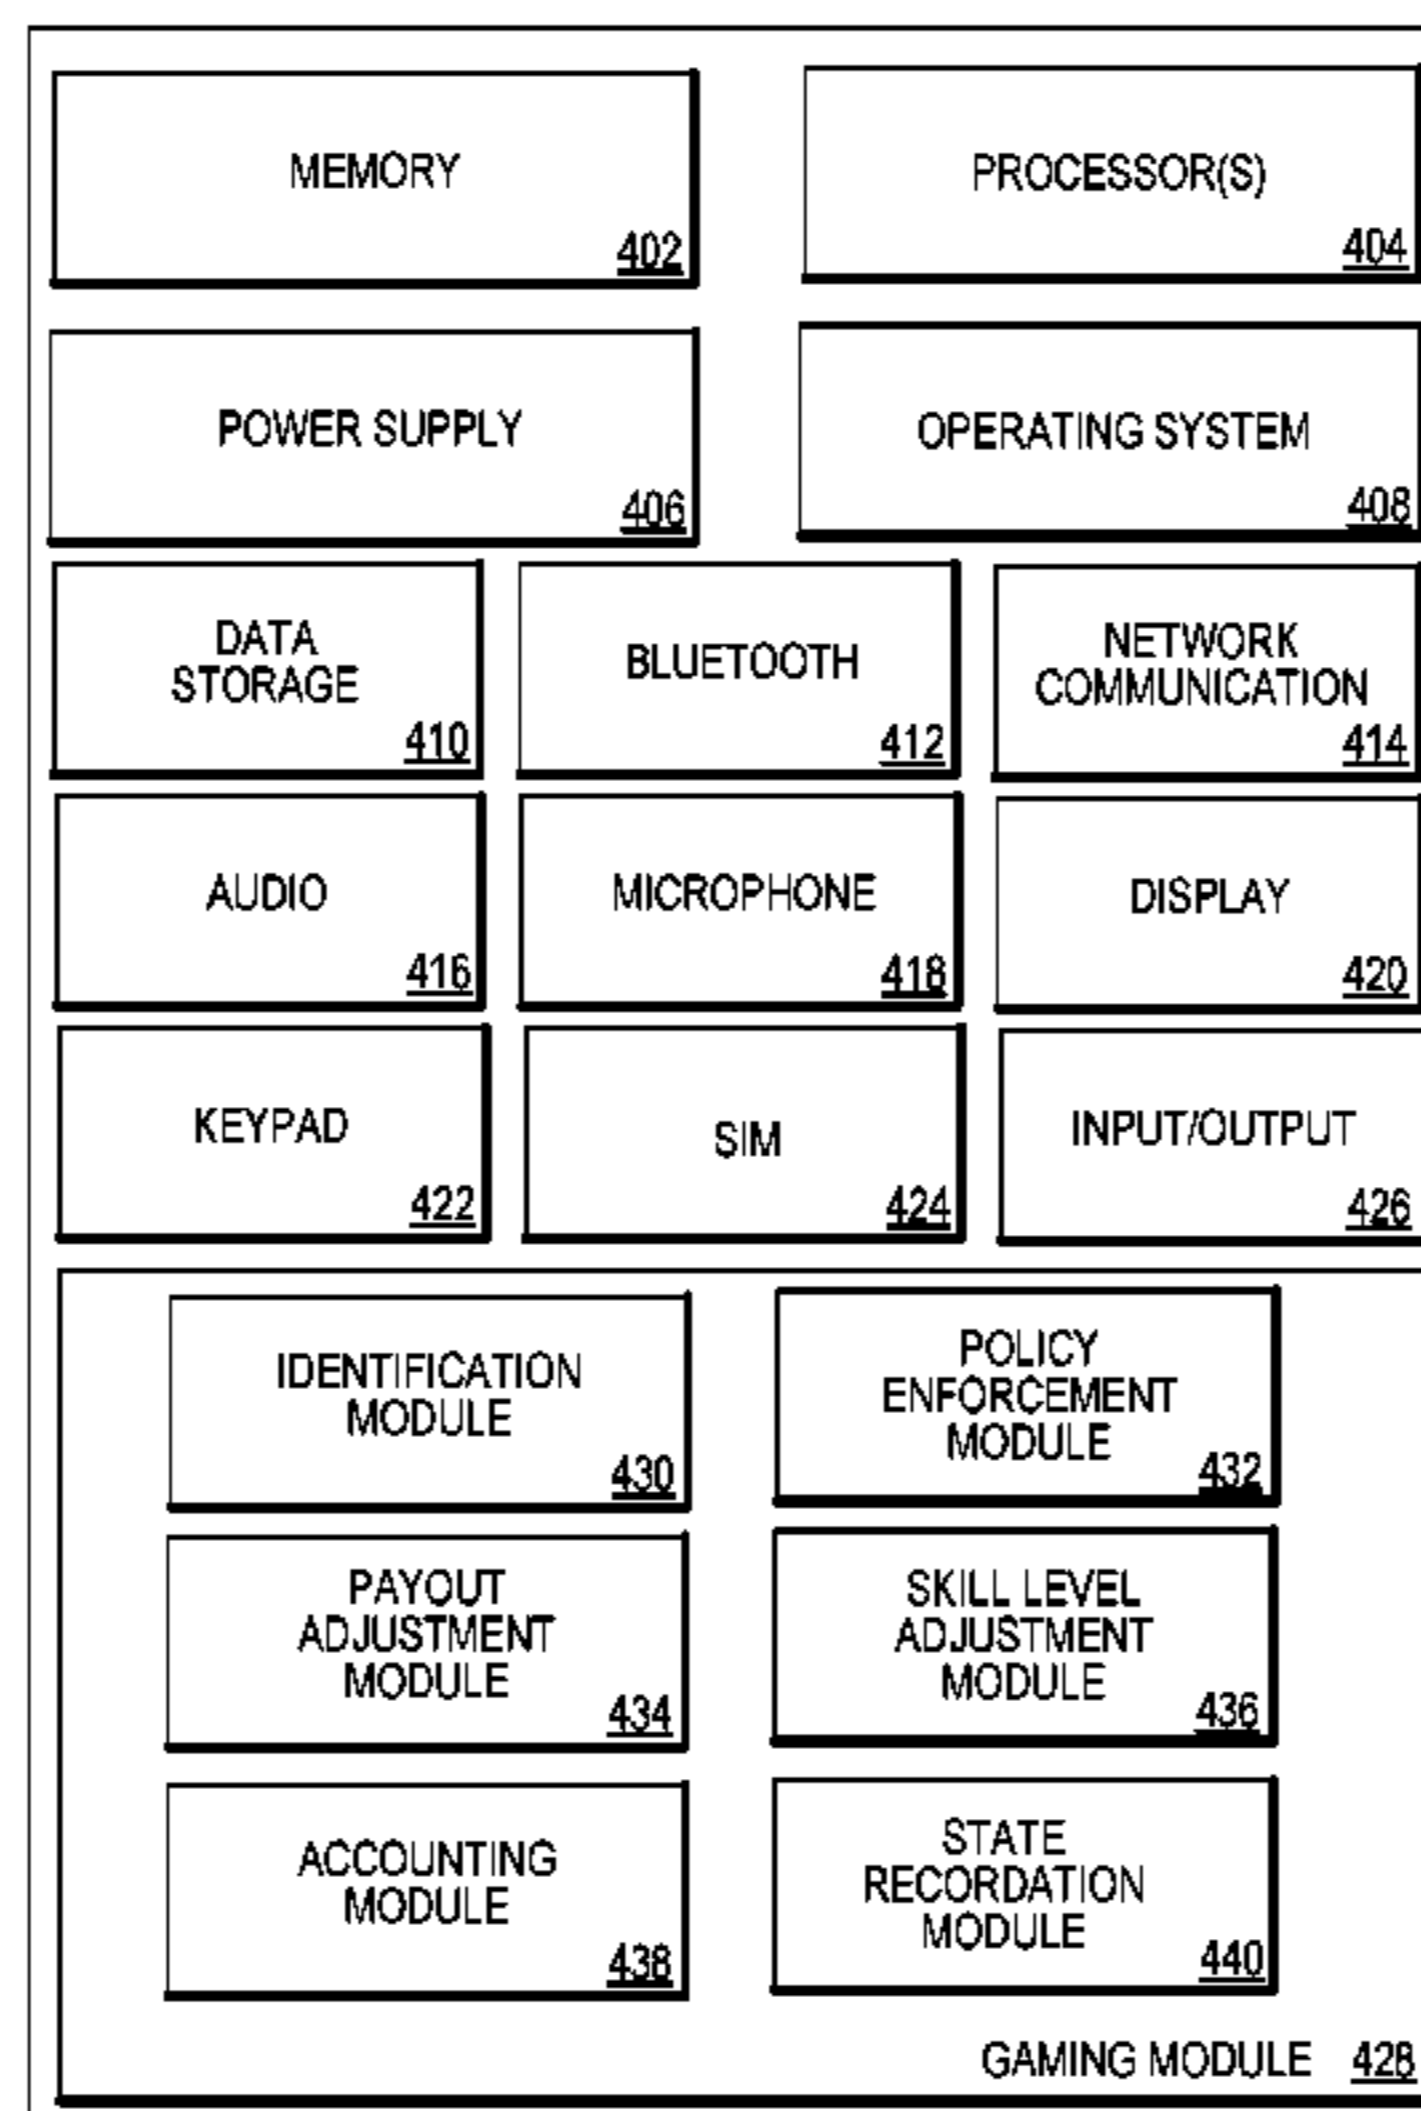 MEMORY
402
PROCESSOR(S)
404
POWER SUPPLY
406
OPERATING SYSTEM
408
DATA
STORAGE
410
BLUETOOTH
412
NETWORK
COMMUNICATION
414
AUDIO
416
MICROPHONE
418
DISPLAY
420
KEYPAD
422
SIM
424
INPUT/OUTPUT
426
IDENTIFICATION
MODULE
430
POLICY
ENFORCEMENT
MODULE
432
PAYOUT
ADJUSTMENT
MODULE
434
SKILL LEVEL
ADJUSTMENT
MODULE
436
ACCOUNTING
MODULE
438
STATE
RECORDATION
MODULE
440
GAMING MODULE 428